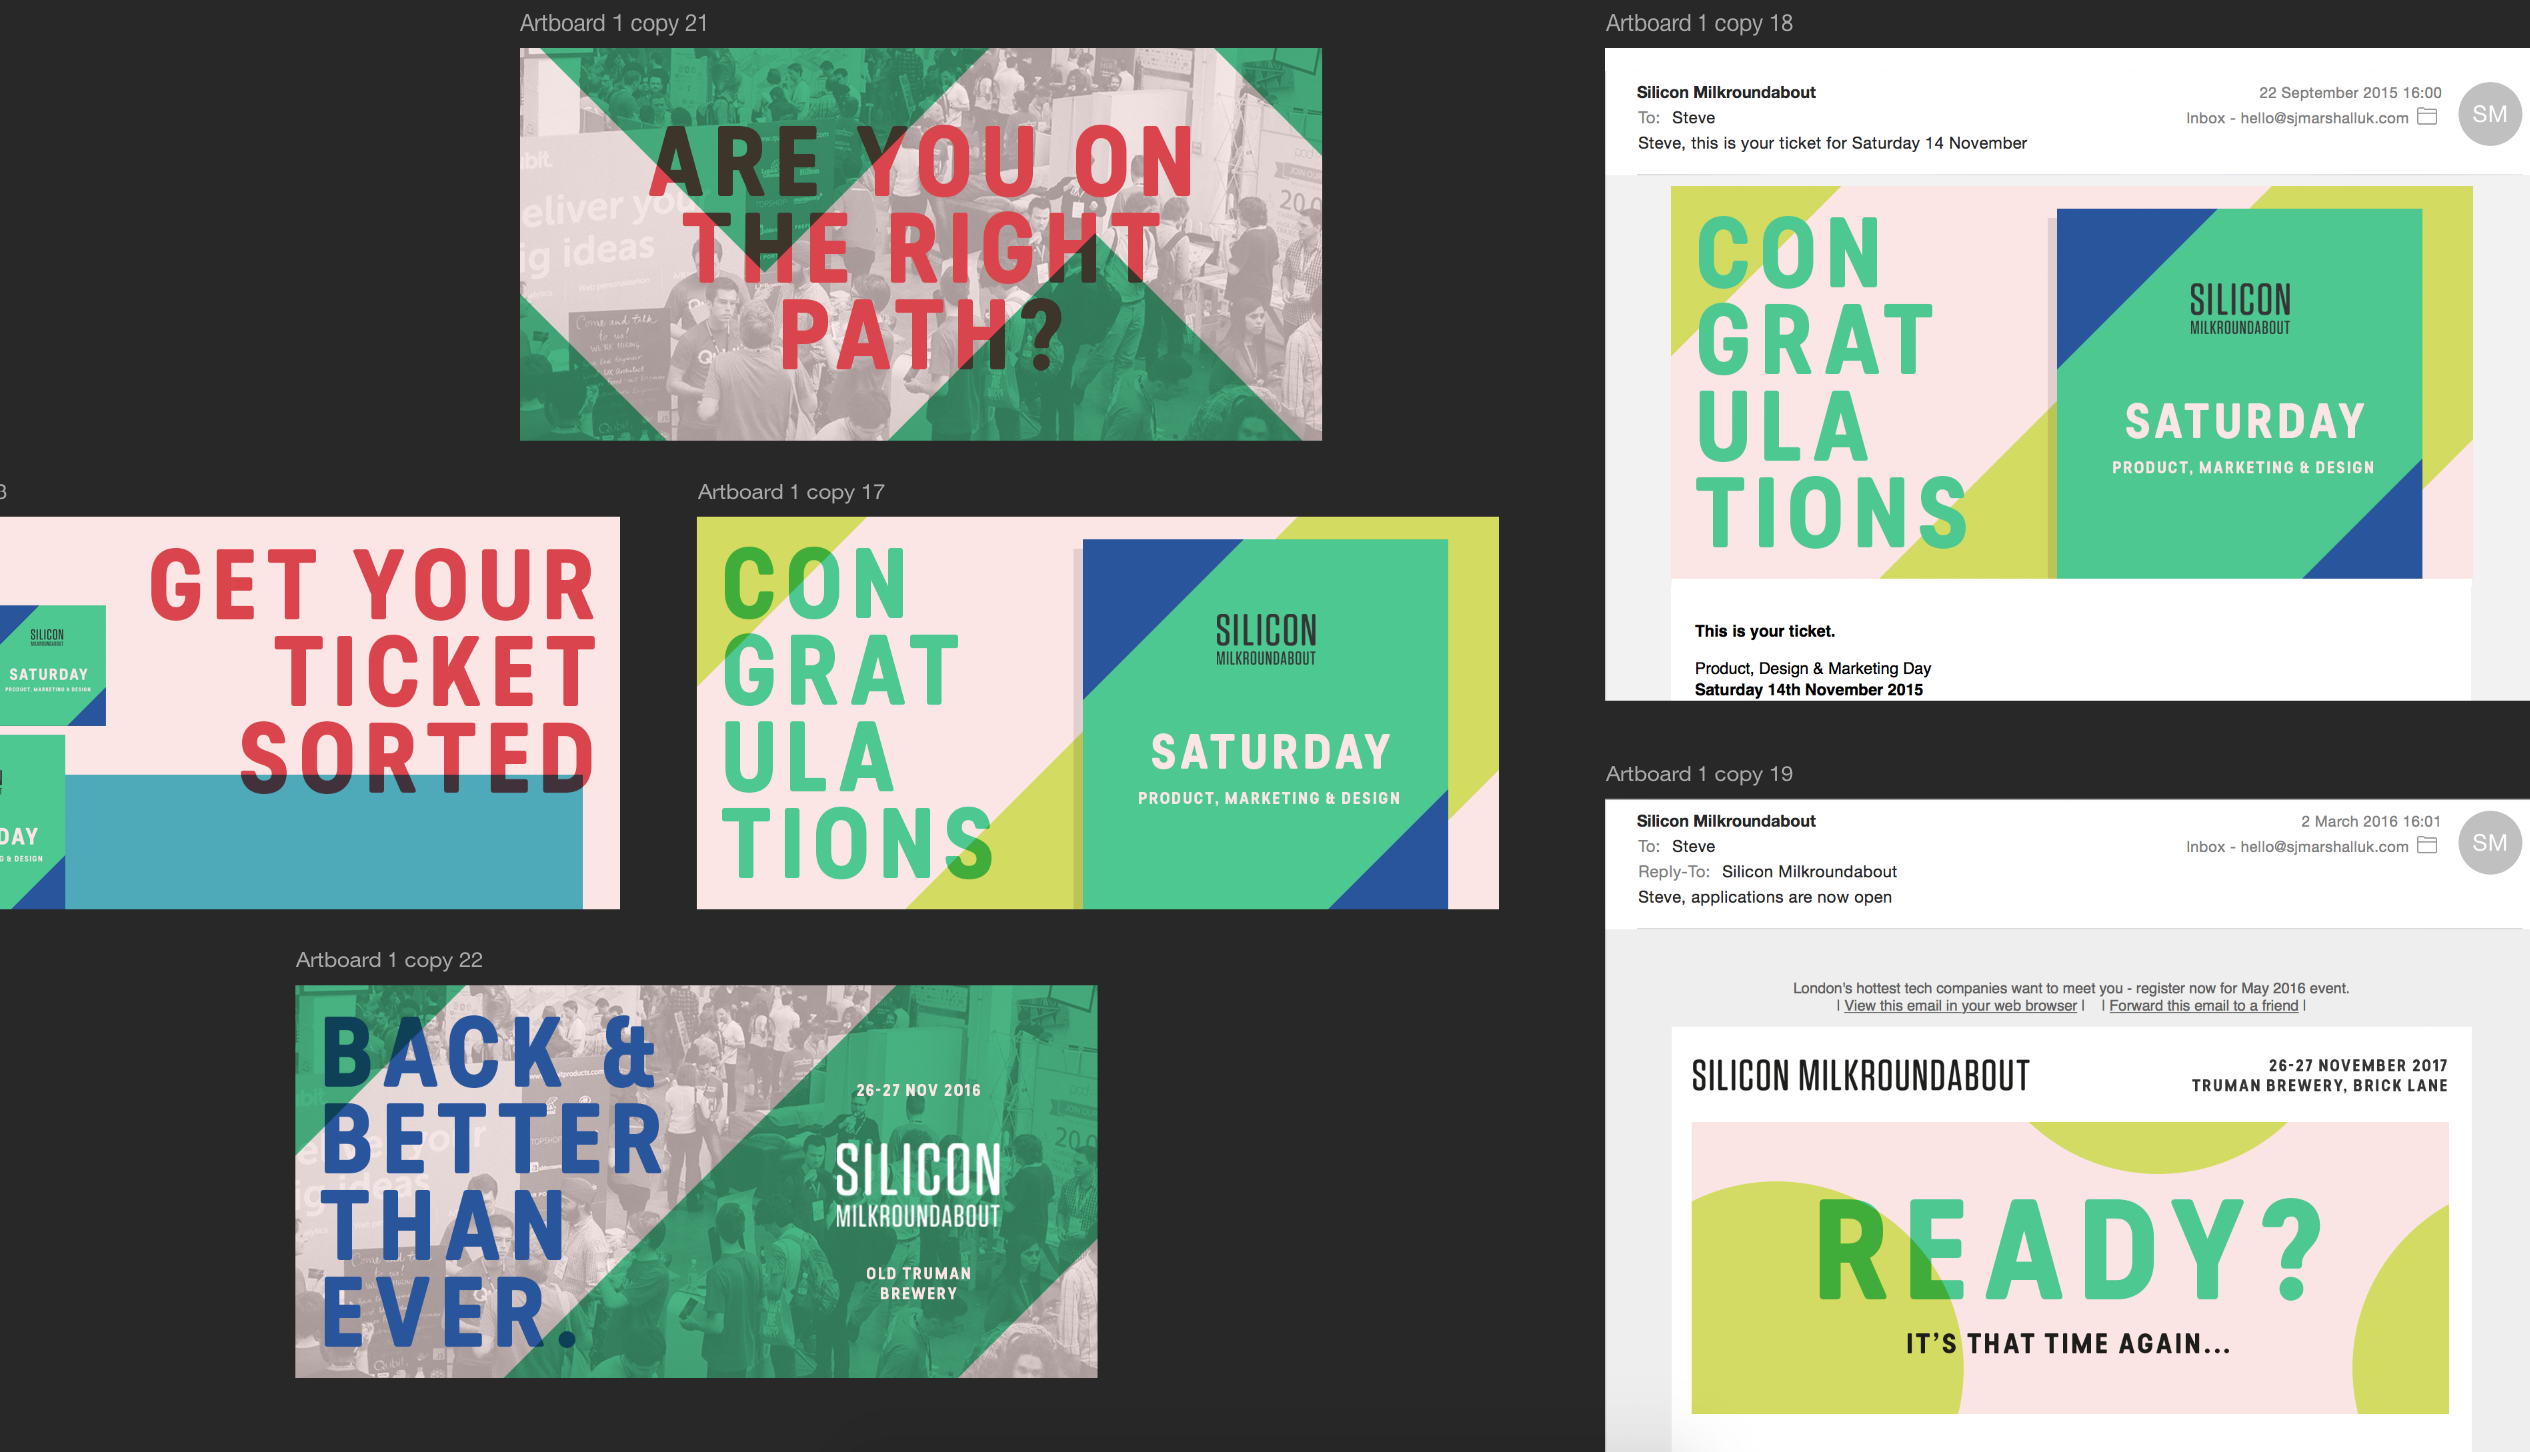 Artboard 1 copy 21
ARE YOU ON
THE RIGHT
PATH?
Qubit.
Artboard 1 copy 18
Silicon Milkroundabout
22 September 2015 16:00
SM
To: Steve
Inbox - hello@sjmarshalluk.com
Steve, this is your ticket for Saturday 14 November
CON
GRAT
ULA
TIONS
SILICON
MILKROUNDABOUT
SATURDAY
PRODUCT, MARKETING & DESIGN
This is your ticket.
Product, Design & Marketing Day
Saturday 14th November 2015
3
GET YOUR
TICKET
SORTED
SILICON
MILKROUNDABOUT
SATURDAY
PRODUCT, MARKETING & DESIGN
DAY
G & DESIGN
Artboard 1 copy 17
CON
GRAT
ULA
TIONS
SILICON
MILKROUNDABOUT
SATURDAY
PRODUCT, MARKETING & DESIGN
Artboard 1 copy 22
BACK &
BETTER
THAN
EVER.
26-27 NOV 2016
SILICON
MILKROUNDABOUT
OLD TRUMAN
BREWERY
Artboard 1 copy 19
Silicon Milkroundabout
2 March 2016 16:01
SM
To: Steve
Inbox - hello@sjmarshalluk.com
Reply-To: Silicon Milkroundabout
Steve, applications are now open
London's hottest tech companies want to meet you - register now for May 2016 event.
| View this email in your web browser | | Forward this email to a friend |
SILICON MILKROUNDABOUT
26-27 NOVEMBER 2017
TRUMAN BREWERY, BRICK LANE
READY?
IT'S THAT TIME AGAIN...